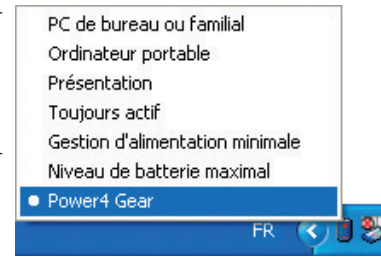 PC de bureau ou familial
Ordinateur portable
Présentation
Toujours actif
Gestion d'alimentation minimale
Niveau de batterie maximal
Power4 Gear
FR